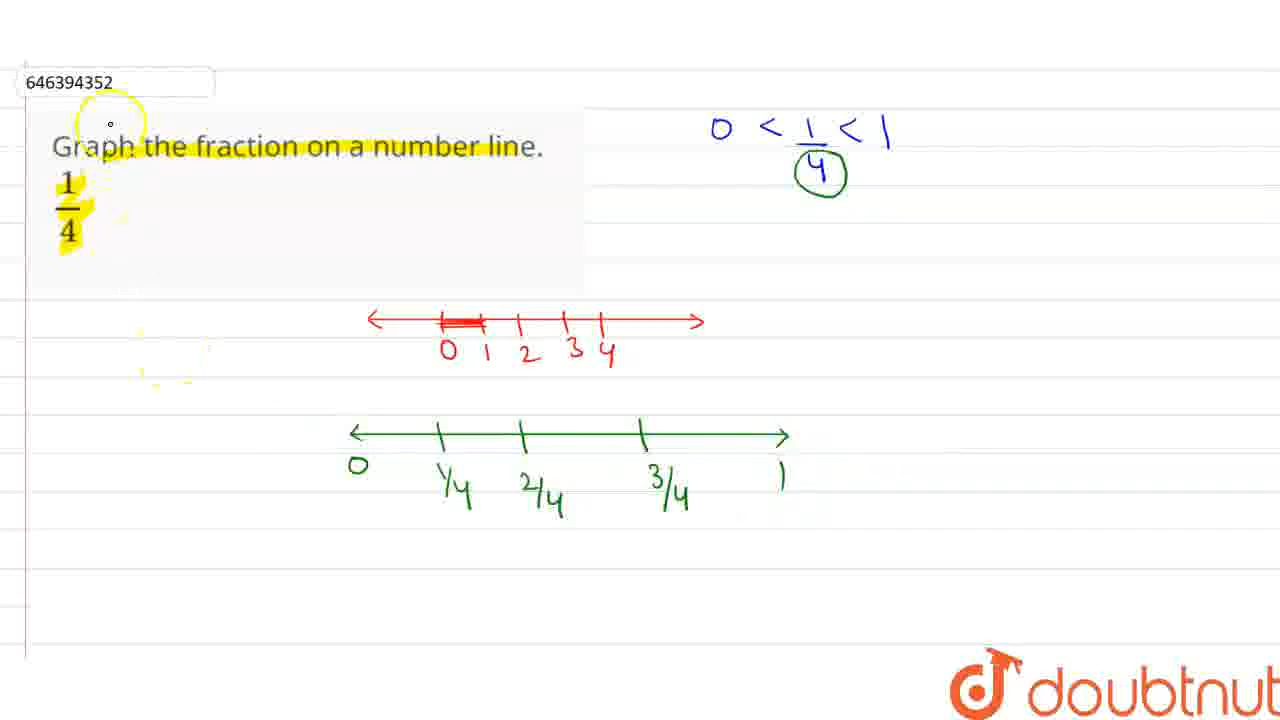 646394352
Graph the fraction on a number line.
1
4
0 < 1/4 < 1
0 1 2 3 4
0 1/4 2/4 3/4 1
doubtnut